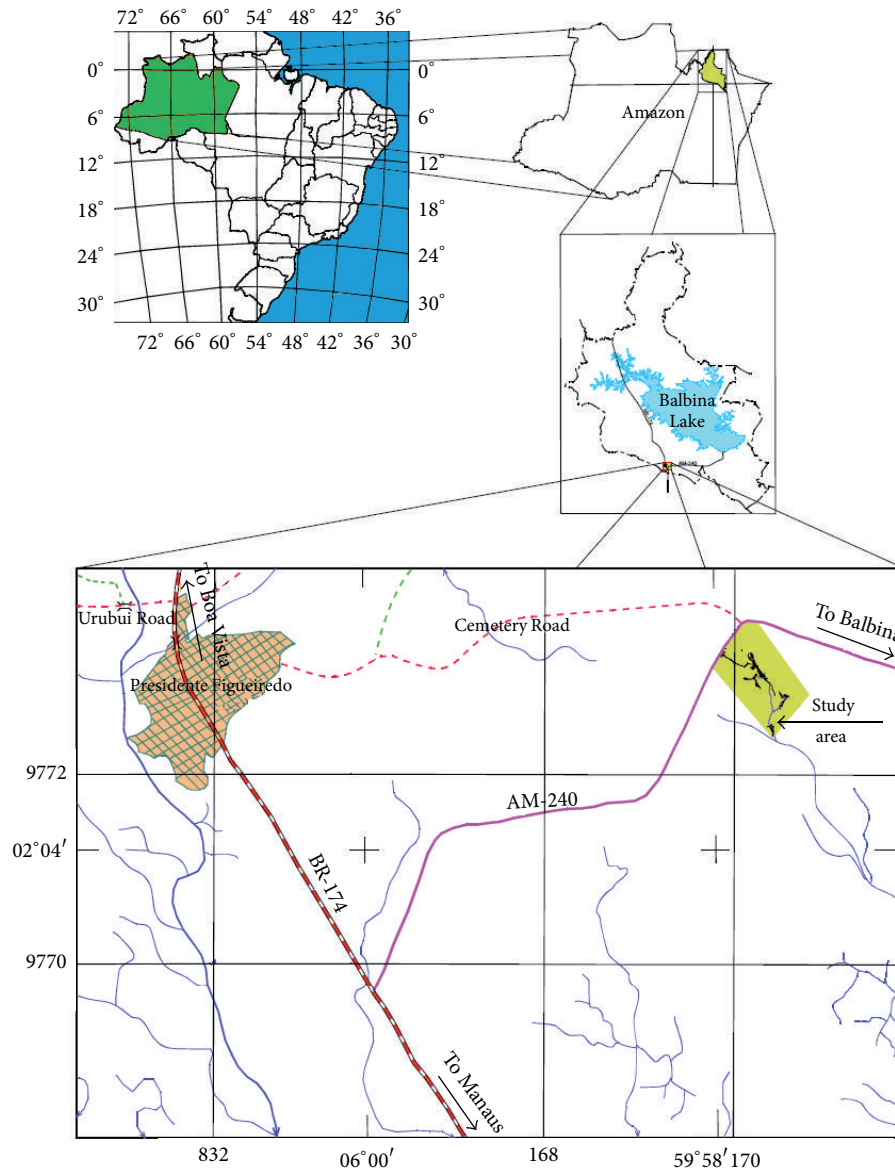 72° 66° 60° 54° 48° 42° 36°
0°
6°
12°
18°
24°
30°
0°
6°
12°
18°
24°
30°
72° 66° 60° 54° 48° 42° 36° 30°
Amazon
Balbina
Lake
AM-240
To Boa Vista
Urubui Road
Cemetery Road
To Balbina
Presidente Figueiredo
Study
area
9772
AM-240
02°04′
BR-174
9770
To Manaus
832
06°00′
168
59°58′
170